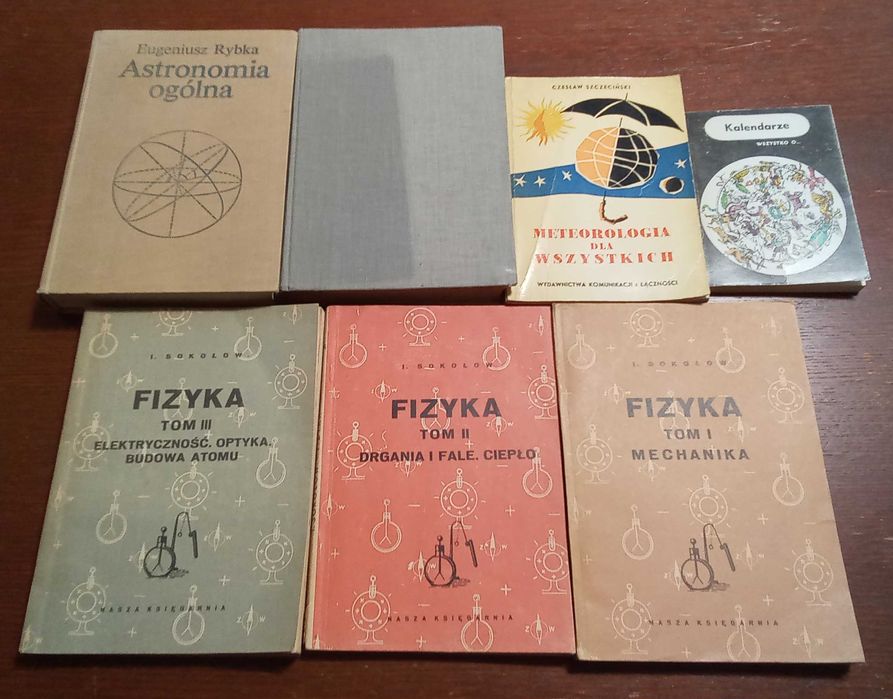 Eugeniusz Rybka
Astronomia
ogólna
CZESŁAW SZCZECIŃSKI
METEOROLOGIA
DLA
WSZYSTKICH
WYDAWNICTWA KOMUNIKACJI i ŁĄCZNOŚCI
Kalendarze
WSZYSTKO O...
I. SOKOŁOW
FIZYKA
TOM III
ELEKTRYCZNOŚĆ. OPTYKA.
BUDOWA ATOMU
NASZA KSIĘGARNIA
I. SOKOŁOW
FIZYKA
TOM II
DRGANIA I FALE. CIEPŁO
NASZA KSIĘGARNIA
I. SOKOŁOW
FIZYKA
TOM I
MECHANIKA
NASZA KSIĘGARNIA